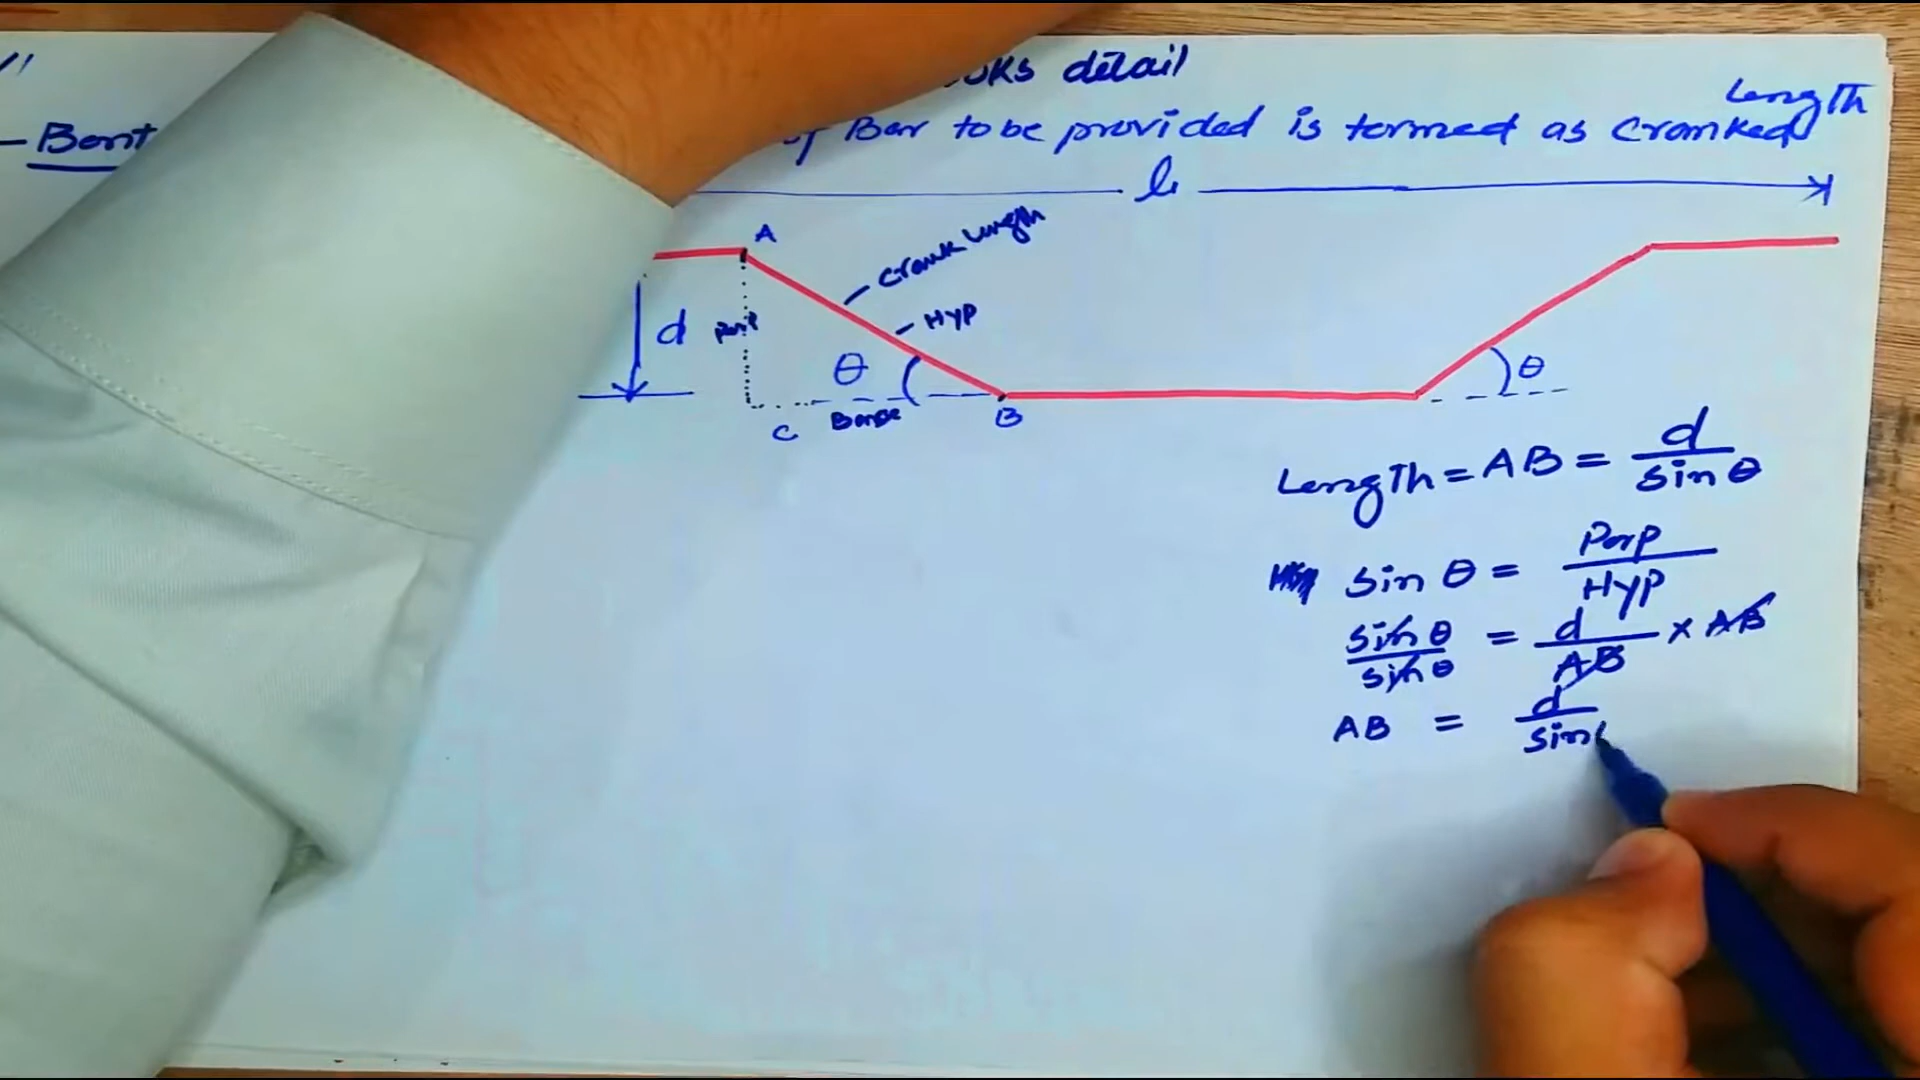 detail
Length
- Bent
of Bar to be provided is termed as Cranked
l
A
Crank Length
Hyp
d
Perp
θ
θ
C
Base
B
Length = AB = d / sin θ
sin θ = Perp / Hyp
sin θ / sin θ = d / AB × AB
AB = d / sin